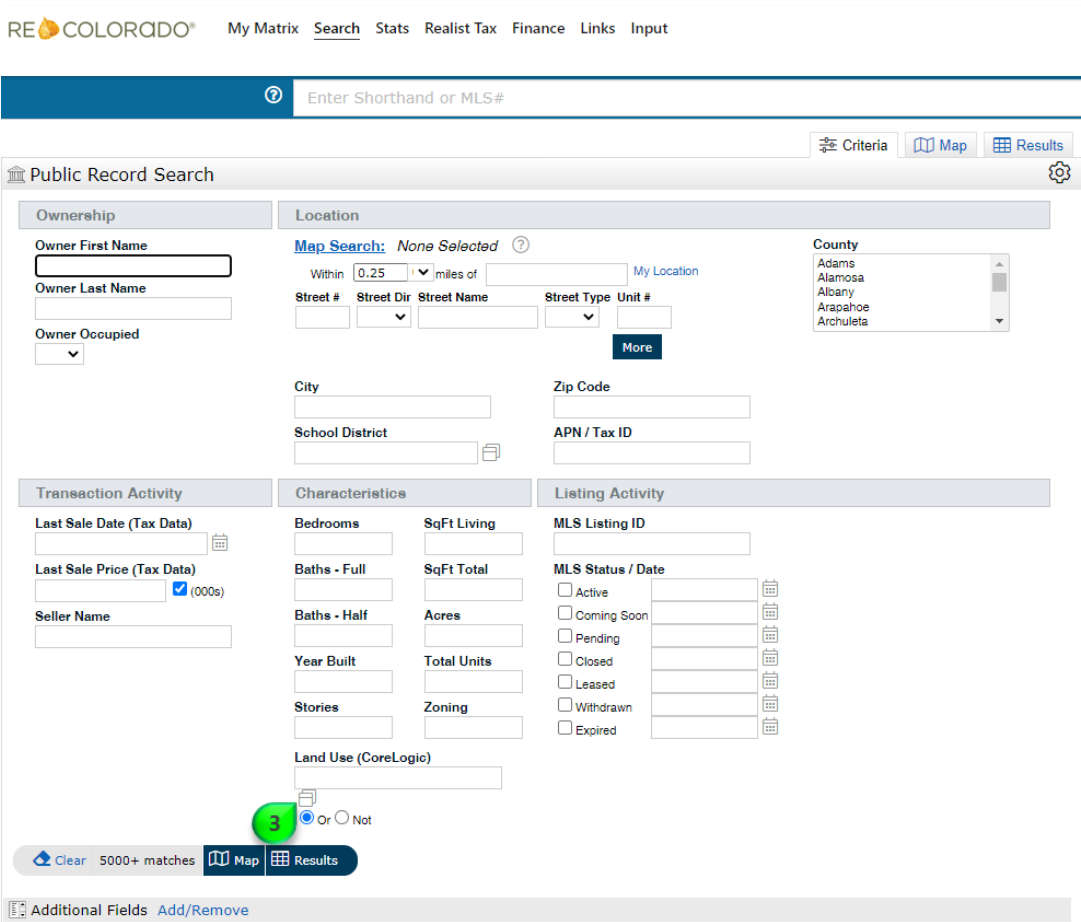 RECOLORADO® My Matrix Search Stats Realist Tax Finance Links Input
Enter Shorthand or MLS#
Criteria Map Results
Public Record Search
Ownership Location
Owner First Name Map Search: None Selected ? County
Within 0.25 miles of My Location Adams
Owner Last Name Street # Street Dir Street Name Street Type Unit # Alamosa
Albany
Arapahoe
Archuleta
Owner Occupied
More
City Zip Code
School District APN / Tax ID
Transaction Activity Characteristics Listing Activity
Last Sale Date (Tax Data) Bedrooms SqFt Living MLS Listing ID
Last Sale Price (Tax Data) Baths - Full SqFt Total MLS Status / Date
(000s) Active
Seller Name Baths - Half Acres Coming Soon
Pending
Year Built Total Units Closed
Leased
Stories Zoning Withdrawn
Expired
Land Use (CoreLogic)
3 Or Not
Clear 5000+ matches Map Results
Additional Fields Add/Remove